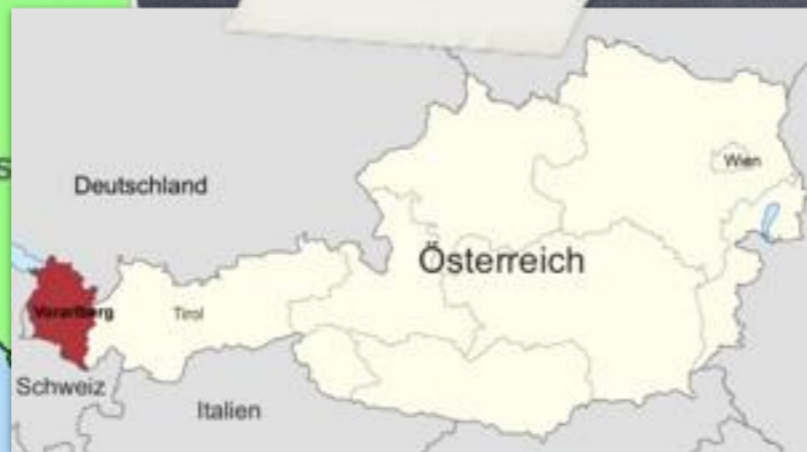 Deutschland
Wien
Österreich
Vorarlberg
Tirol
Schweiz
Italien